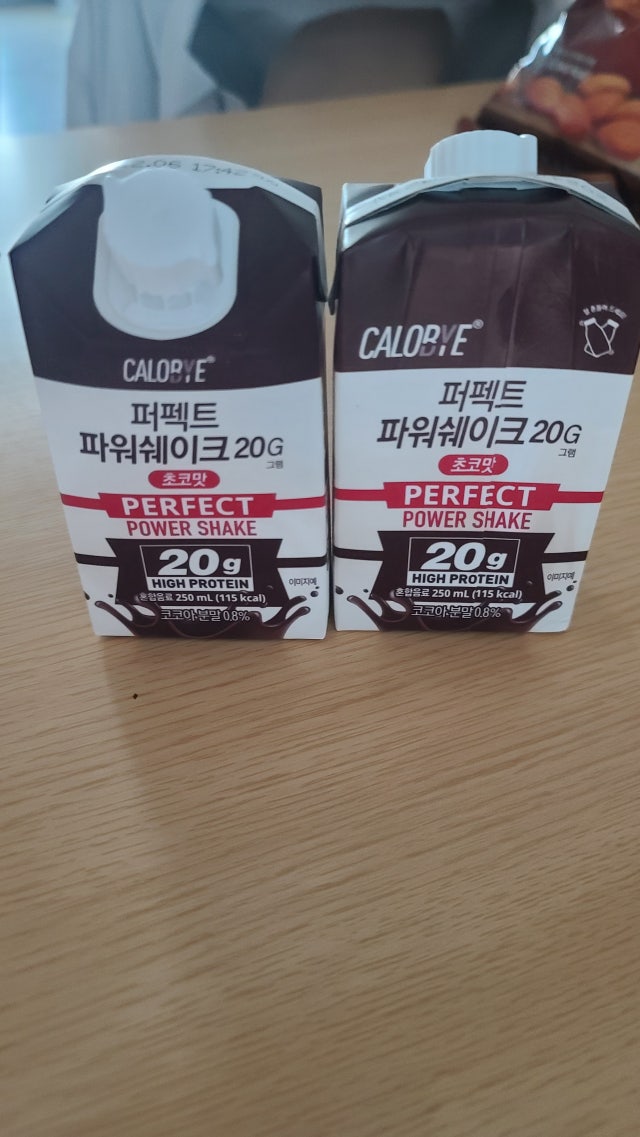 2.06 17:42
CALOBYE®
퍼펙트
파워쉐이크 20G
그램
초코맛
PERFECT
POWER SHAKE
20g
HIGH PROTEIN
이미지예
혼합음료 250 mL (115 kcal)
코코아분말 0.8%
CALOBYE®
퍼펙트
파워쉐이크 20G
그램
초코맛
PERFECT
POWER SHAKE
20g
HIGH PROTEIN
이미지예
혼합음료 250 mL (115 kcal)
코코아분말 0.8%